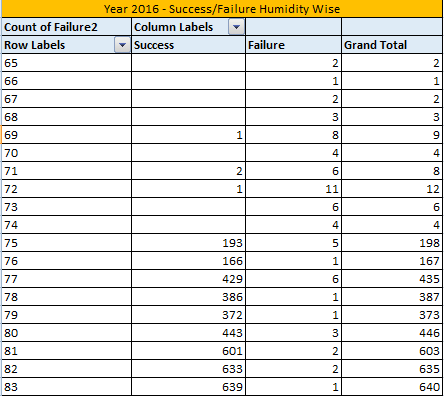 Year 2016 - Success/Failure Humidity Wise
Count of Failure2 Column Labels
Row Labels Success Failure Grand Total
65 2 2
66 1 1
67 2 2
68 3 3
69 1 8 9
70 4 4
71 2 6 8
72 1 11 12
73 6 6
74 4 4
75 193 5 198
76 166 1 167
77 429 6 435
78 386 1 387
79 372 1 373
80 443 3 446
81 601 2 603
82 633 2 635
83 639 1 640